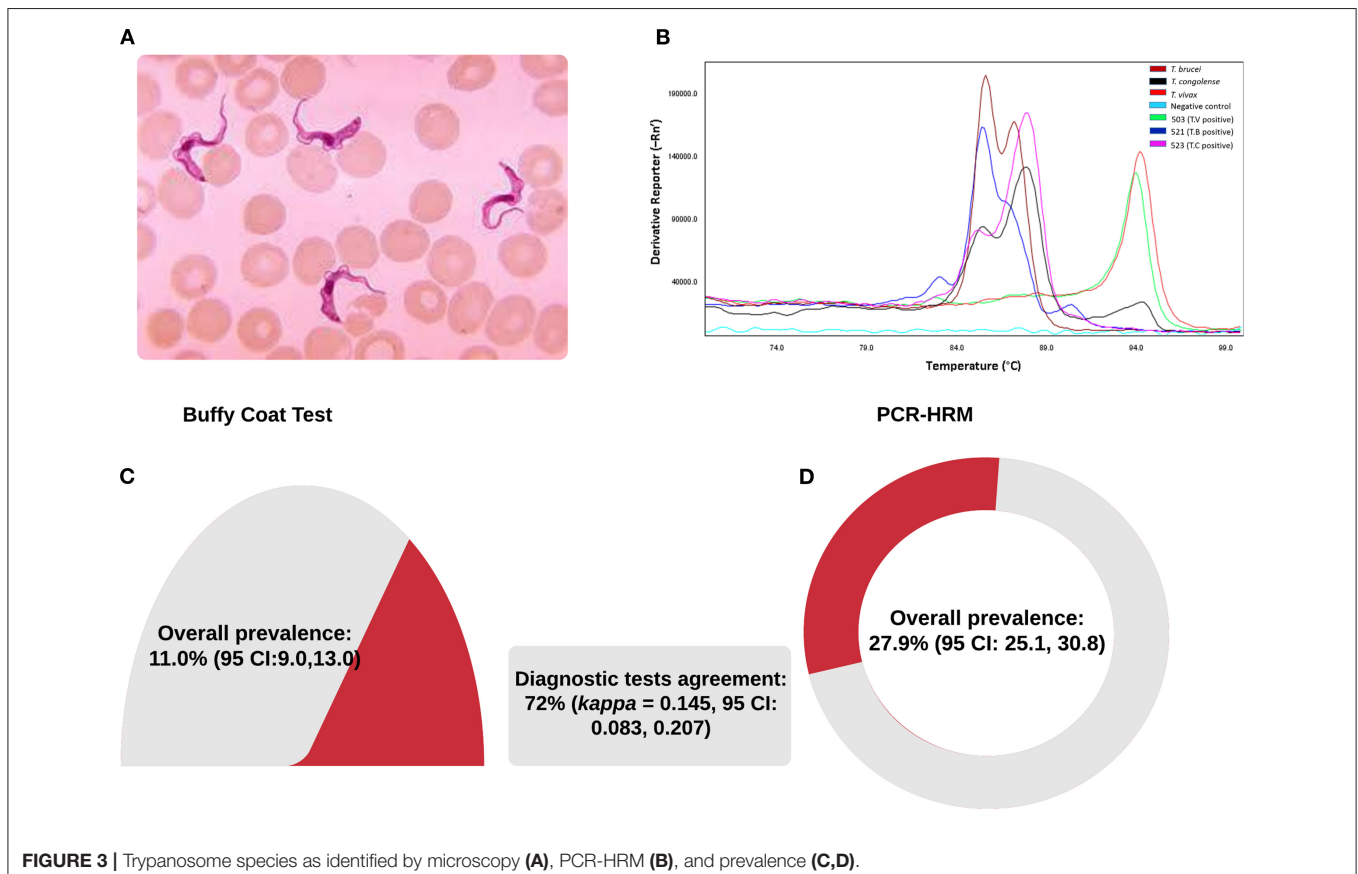 A
B
Derivative Reporter (–Rn')
190000.0
140000.0
90000.0
40000.0
T. brucei
T. congolense
T. vivax
Negative control
503 (T.V positive)
521 (T.B positive)
523 (T.C positive)
74.0 79.0 84.0 89.0 94.0 99.0
Temperature (°C)
Buffy Coat Test
PCR-HRM
C
Overall prevalence:
11.0% (95 CI:9.0,13.0)
Diagnostic tests agreement:
72% (kappa = 0.145, 95 CI:
0.083, 0.207)
D
Overall prevalence:
27.9% (95 CI: 25.1, 30.8)
FIGURE 3 | Trypanosome species as identified by microscopy (A), PCR-HRM (B), and prevalence (C,D).